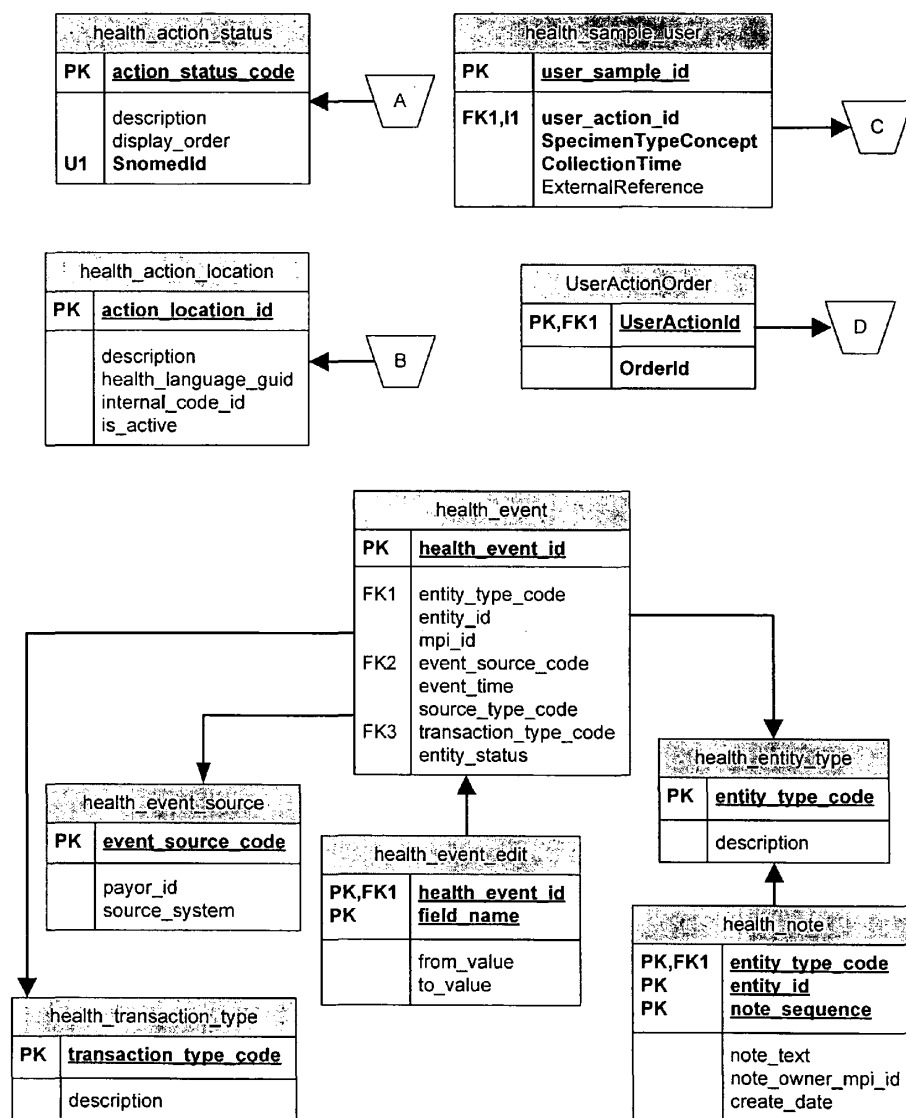 health_action_status
PK action_status_code
description
display_order
U1 SnomedId
A
health_sample_user
PK user_sample_id
FK1,I1 user_action_id
SpecimenTypeConcept
CollectionTime
ExternalReference
C
health_action_location
PK action_location_id
description
health_language_guid
internal_code_id
is_active
B
UserActionOrder
PK,FK1 UserActionId
OrderId
D
health_event
PK health_event_id
FK1 entity_type_code
entity_id
mpi_id
FK2 event_source_code
event_time
source_type_code
FK3 transaction_type_code
entity_status
health_event_source
PK event_source_code
payor_id
source_system
health_event_edit
PK,FK1 health_event_id
PK field_name
from_value
to_value
health_entity_type
PK entity_type_code
description
health_note
PK,FK1 entity_type_code
PK entity_id
PK note_sequence
note_text
note_owner_mpi_id
create_date
health_transaction_type
PK transaction_type_code
description